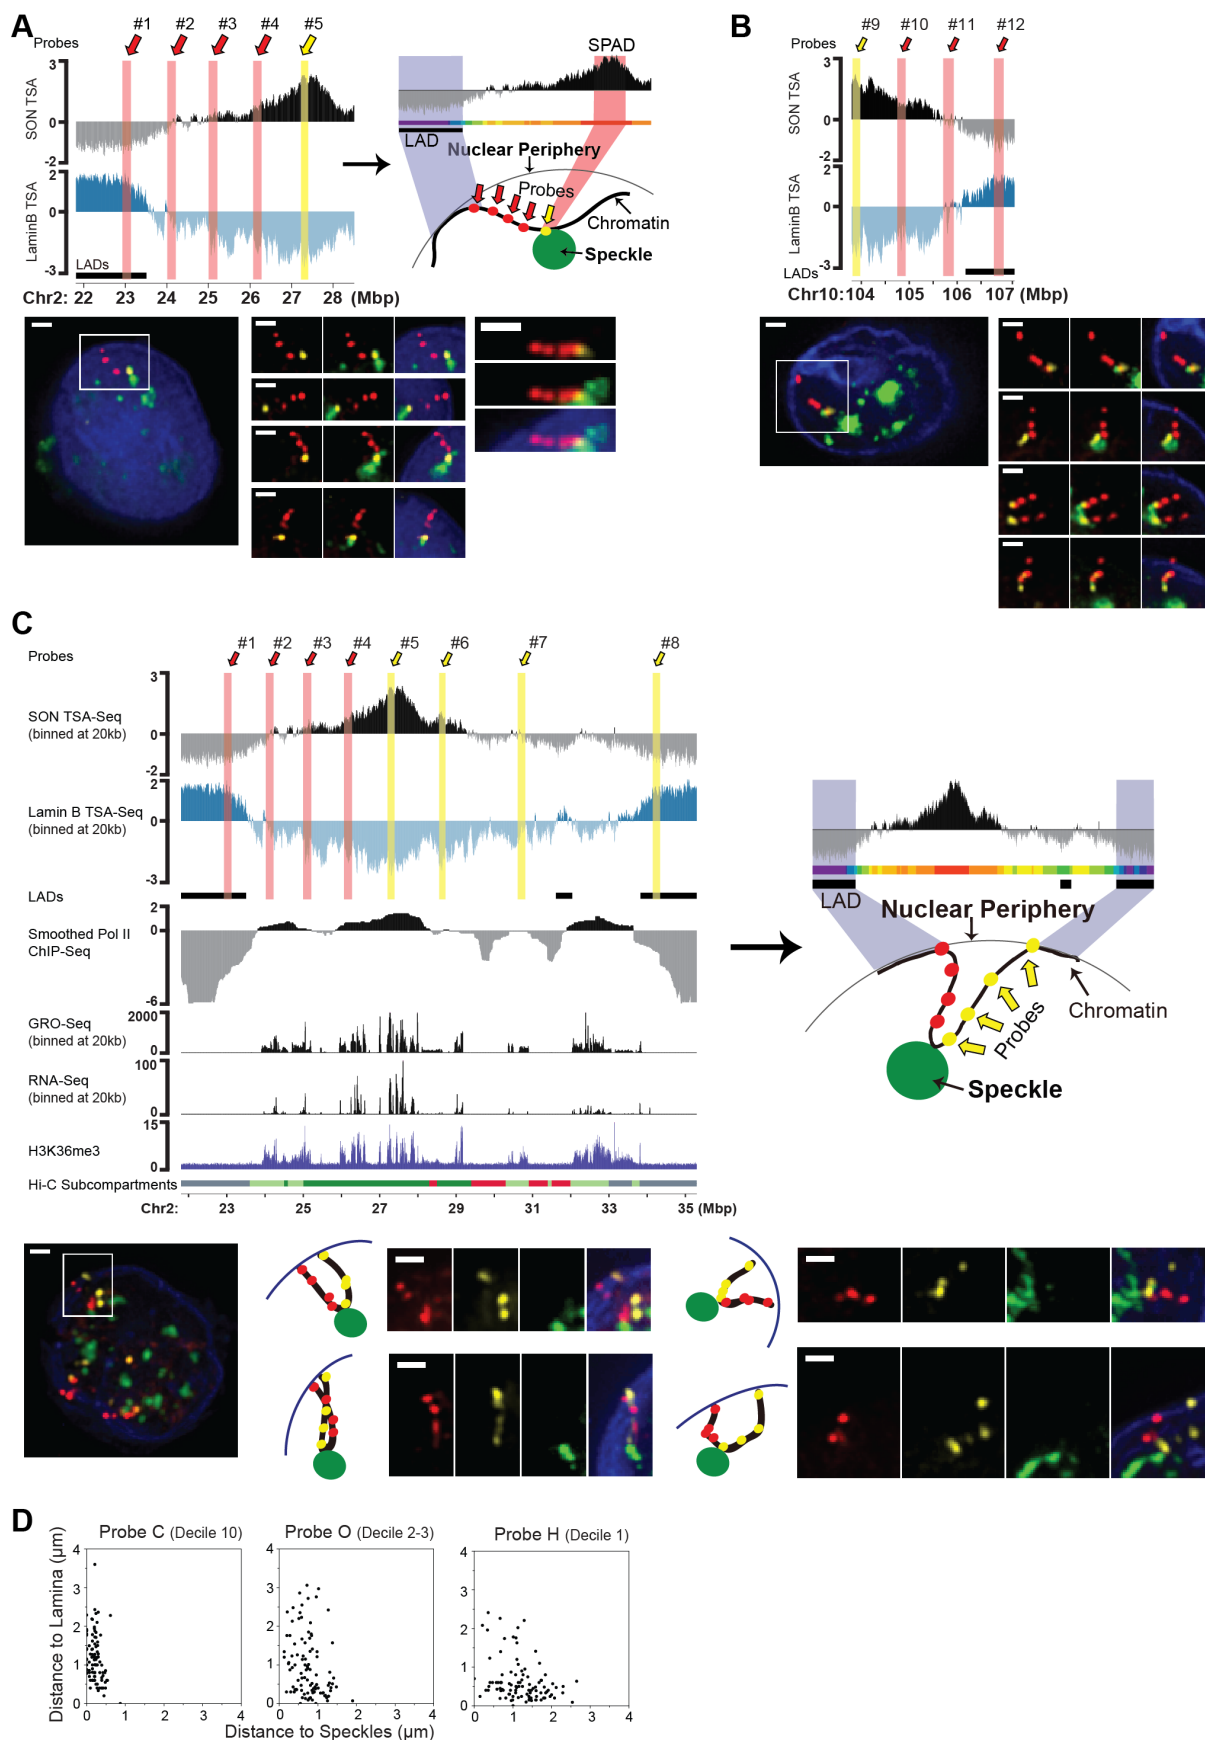 A
Probes
#1
#2
#3
#4
#5
3
SON TSA
0
-2
2
LaminB TSA
0
-3
LADs
Chr2: 22 23 24 25 26 27 28 (Mbp)
SPAD
LAD
Nuclear Periphery
Probes
Chromatin
Speckle
B
Probes
#9
#10
#11
#12
3
SON TSA
0
-2
2
LaminB TSA
0
-3
LADs
Chr10: 104 105 106 107 (Mbp)
C
Probes
#1
#2
#3
#4
#5
#6
#7
#8
3
SON TSA-Seq
(binned at 20kb)
0
-2
2
Lamin B TSA-Seq
(binned at 20kb)
0
-3
LADs
2
Smoothed Pol II
ChIP-Seq
0
-6
2000
GRO-Seq
(binned at 20kb)
0
100
RNA-Seq
(binned at 20kb)
0
15
H3K36me3
0
Hi-C Subcompartments
Chr2: 23 25 27 29 31 33 35 (Mbp)
LAD
Nuclear Periphery
Probes
Chromatin
Speckle
D
Probe C (Decile 10)
Probe O (Decile 2-3)
Probe H (Decile 1)
Distance to Lamina (µm)
4
3
2
1
0
0 1 2 3 4
4
3
2
1
0
0 1 2 3 4
4
3
2
1
0
0 1 2 3 4
Distance to Speckles (µm)